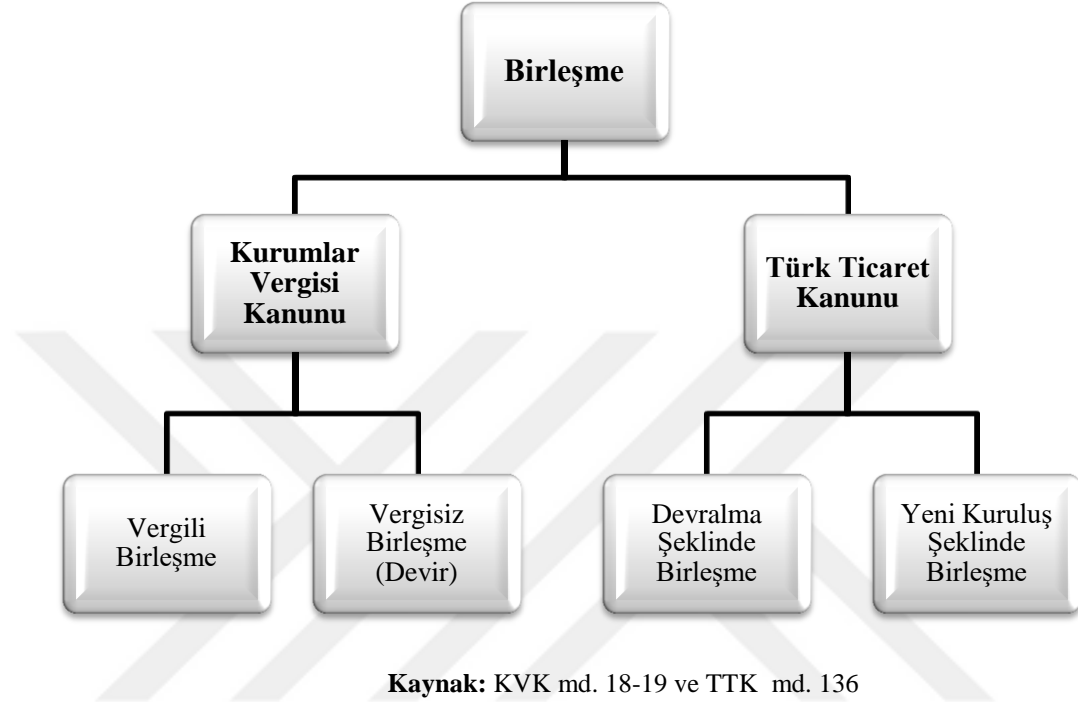 Birleşme
Kurumlar
Vergisi
Kanunu
Türk Ticaret
Kanunu
Vergili
Birleşme
Vergisiz
Birleşme
(Devir)
Devralma
Şeklinde
Birleşme
Yeni Kuruluş
Şeklinde
Birleşme
Kaynak: KVK md. 18-19 ve TTK md. 136